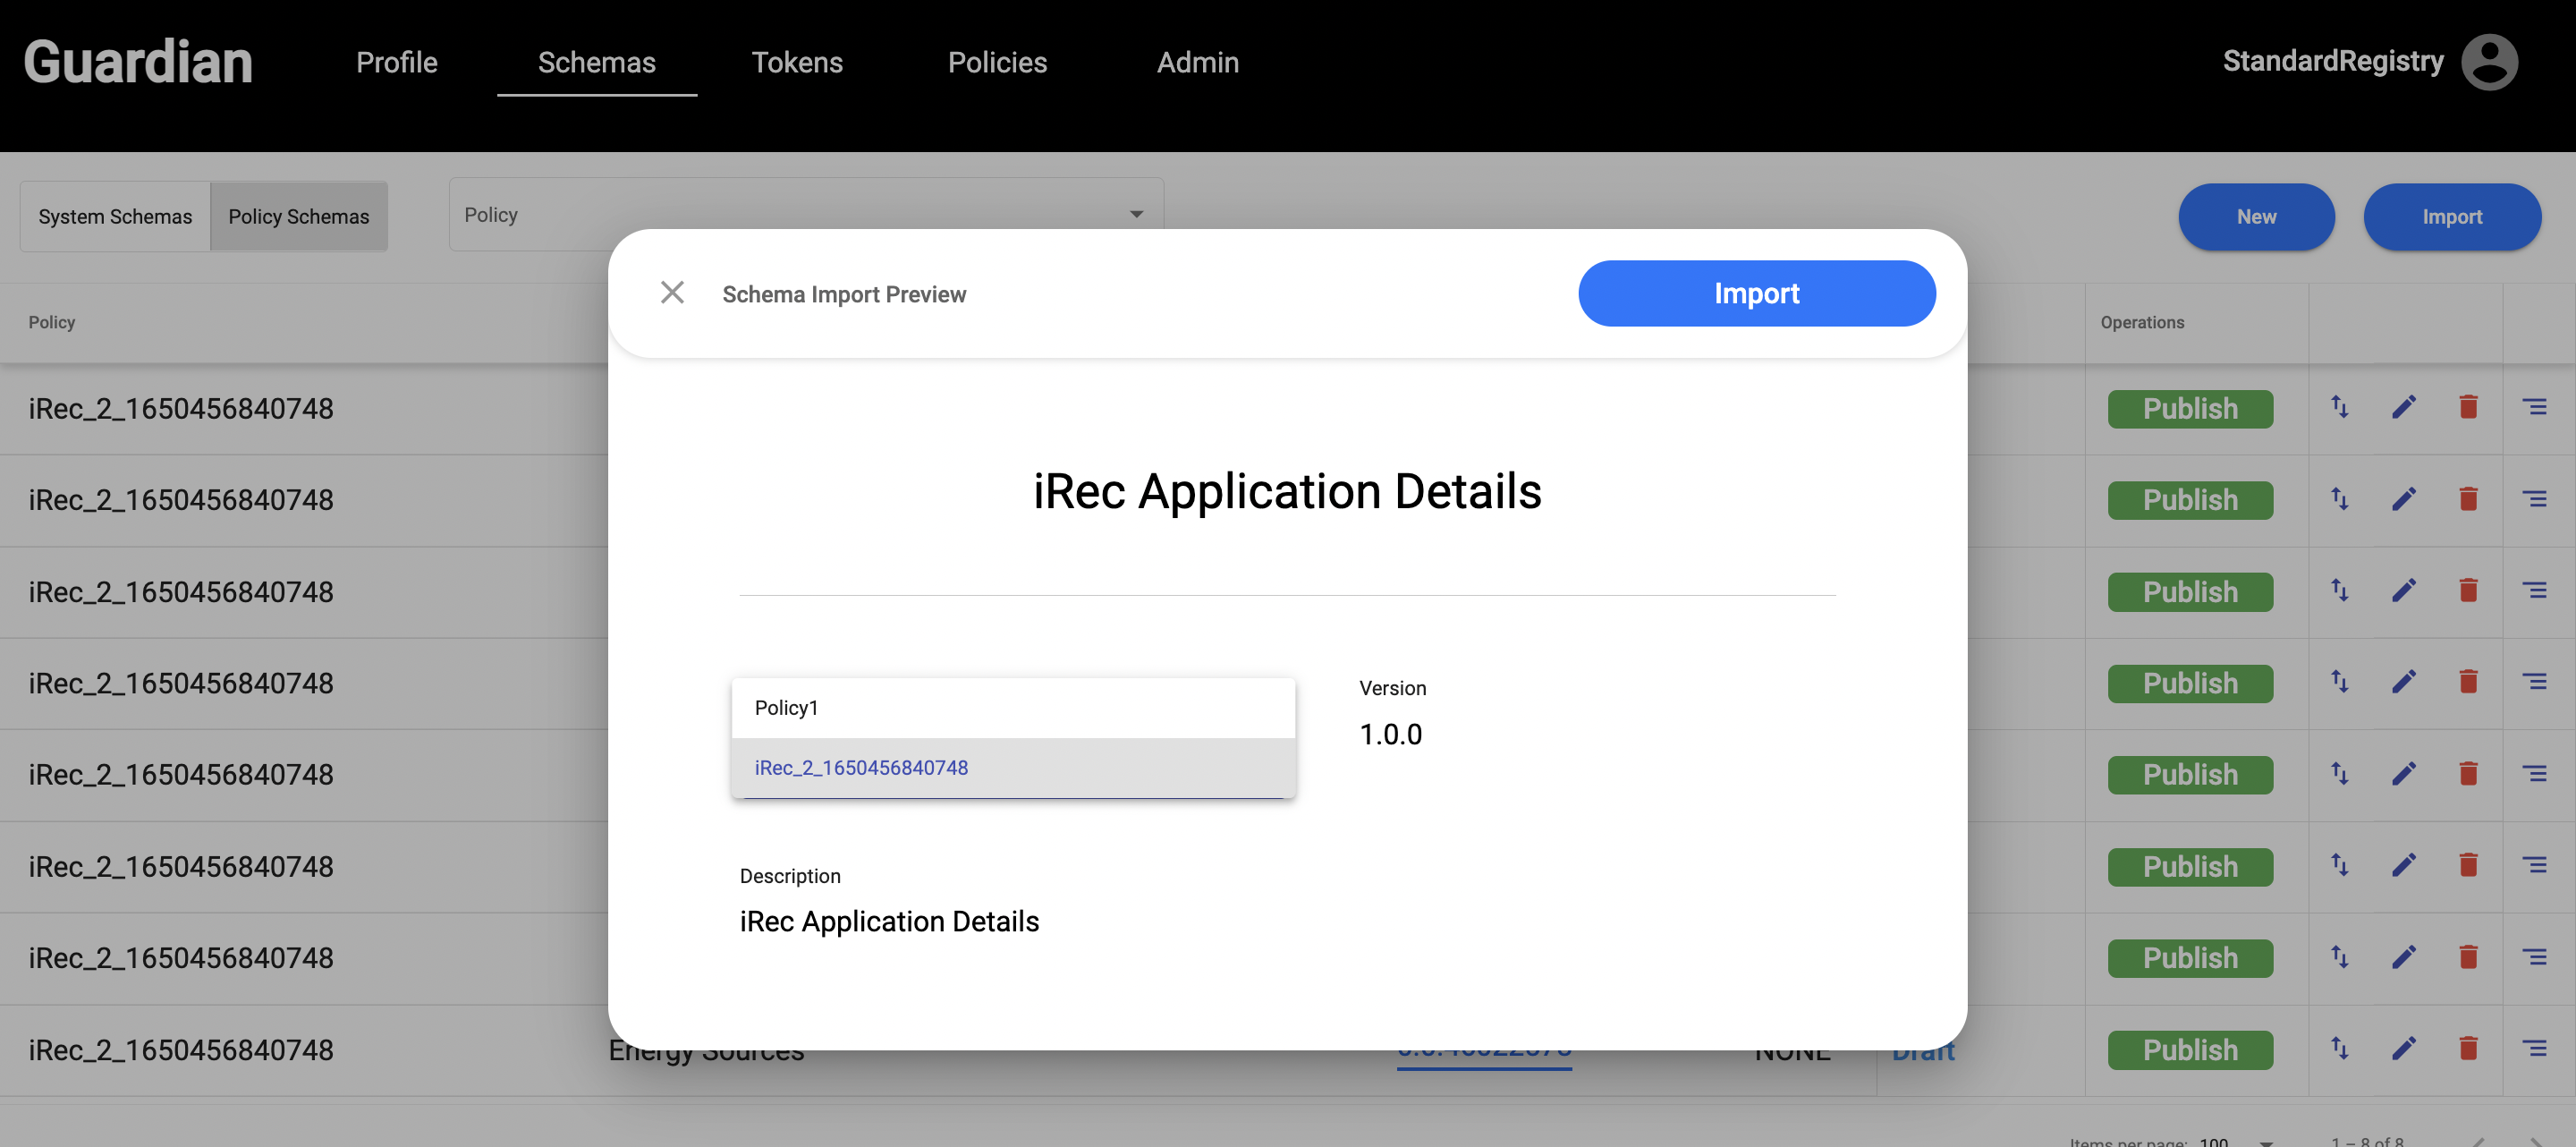 Guardian
Profile
Schemas
Tokens
Policies
Admin
StandardRegistry
System Schemas
Policy Schemas
Policy
New
Import
Schema Import Preview
Import
Policy
Operations
iRec_2_1650456840748
Publish
iRec_2_1650456840748
Publish
iRec_2_1650456840748
Publish
iRec_2_1650456840748
Publish
iRec_2_1650456840748
Publish
iRec_2_1650456840748
Publish
iRec_2_1650456840748
Publish
iRec_2_1650456840748
Energy Sources
NONE
Draft
Publish
iRec Application Details
Policy1
iRec_2_1650456840748
Version
1.0.0
Description
iRec Application Details
Items per page: 100
1 – 8 of 8